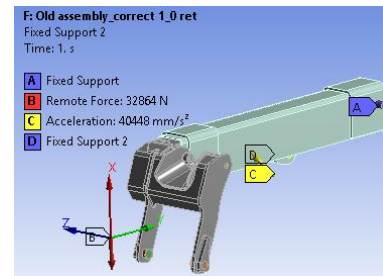 F: Old assembly_correct 1_0 ret
Fixed Support 2
Time: 1. s
A Fixed Support
B Remote Force: 32864 N
C Acceleration: 40448 mm/s²
D Fixed Support 2
A
D
C
X
Z
B
Y